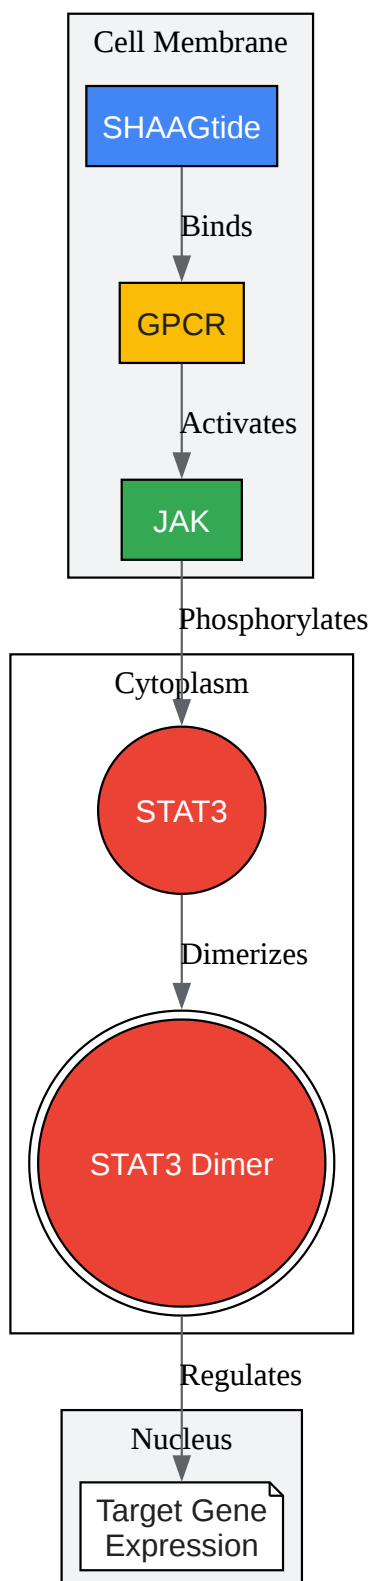 Cell Membrane
SHAAGtide
Binds
GPCR
Activates
JAK
Phosphorylates
Cytoplasm
STAT3
Dimerizes
STAT3 Dimer
Regulates
Nucleus
Target Gene
Expression